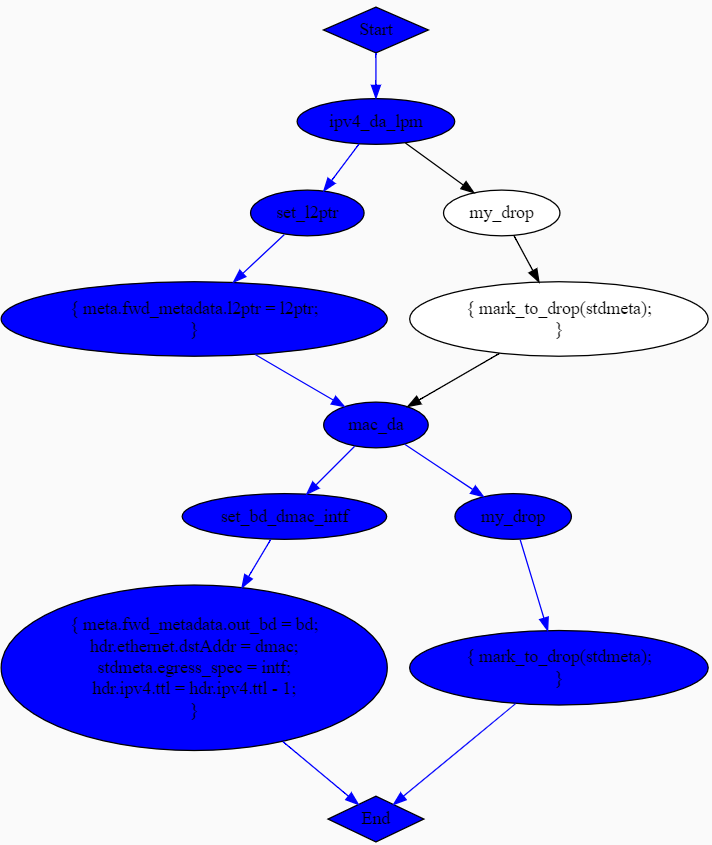 Start
ipv4_da_lpm
set_l2ptr
my_drop
{ meta.fwd_metadata.l2ptr = l2ptr;
}
{ mark_to_drop(stdmeta);
}
mac_da
set_bd_dmac_intf
my_drop
{ meta.fwd_metadata.out_bd = bd;
hdr.ethernet.dstAddr = dmac;
stdmeta.egress_spec = intf;
hdr.ipv4.ttl = hdr.ipv4.ttl - 1;
}
{ mark_to_drop(stdmeta);
}
End